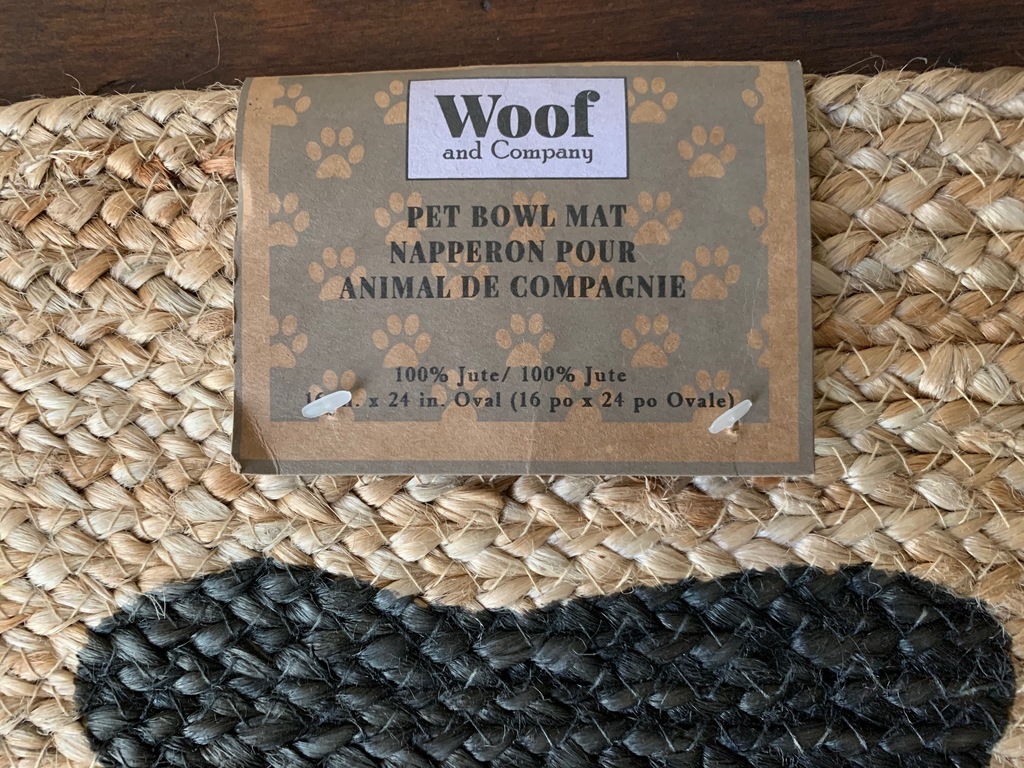 Woof
and Company
PET BOWL MAT
NAPPERON POUR
ANIMAL DE COMPAGNIE
100% Jute/ 100% Jute
x 24 in. Oval (16 po x 24 po Ovale)